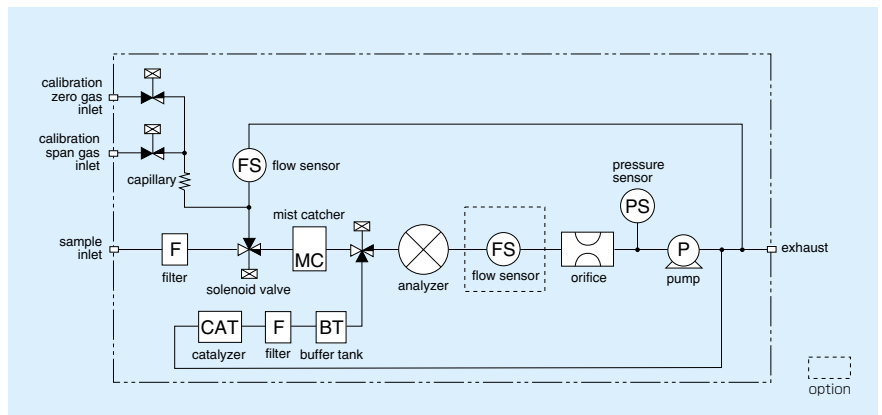 calibration
zero gas
inlet
calibration
span gas
inlet
capillary
FS
flow sensor
pressure
sensor
PS
mist catcher
sample
inlet
F
filter
solenoid valve
MC
analyzer
FS
flow sensor
orifice
P
pump
exhaust
CAT
catalyzer
F
filter
BT
buffer tank
option